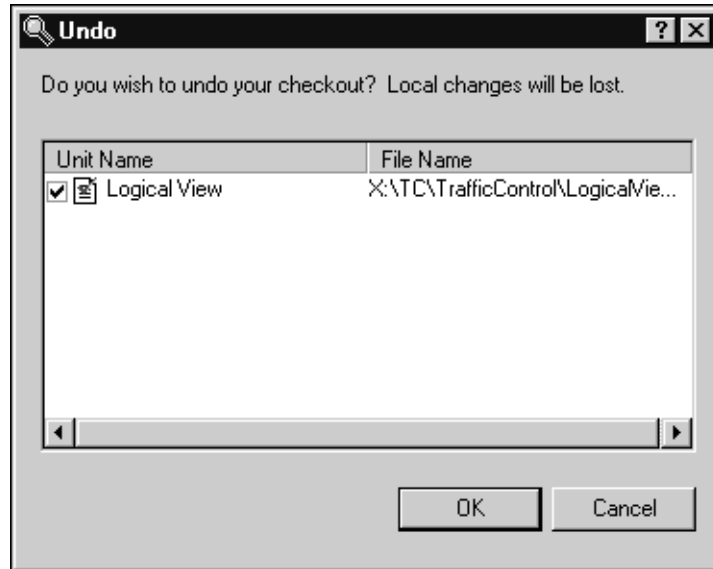 Undo
Do you wish to undo your checkout? Local changes will be lost.
Unit Name File Name
Logical View X:\TC\TrafficControl\LogicalVie...
OK Cancel